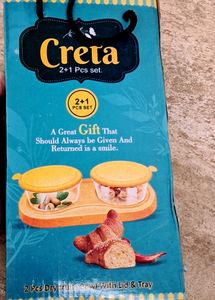 Creta
2+1 Pcs set.
2+1
PCS SET
A Great Gift That
Should Always be Given And
Returned is a smile.
2 Pcs Dry Fruit Bowl With Lid & Tray